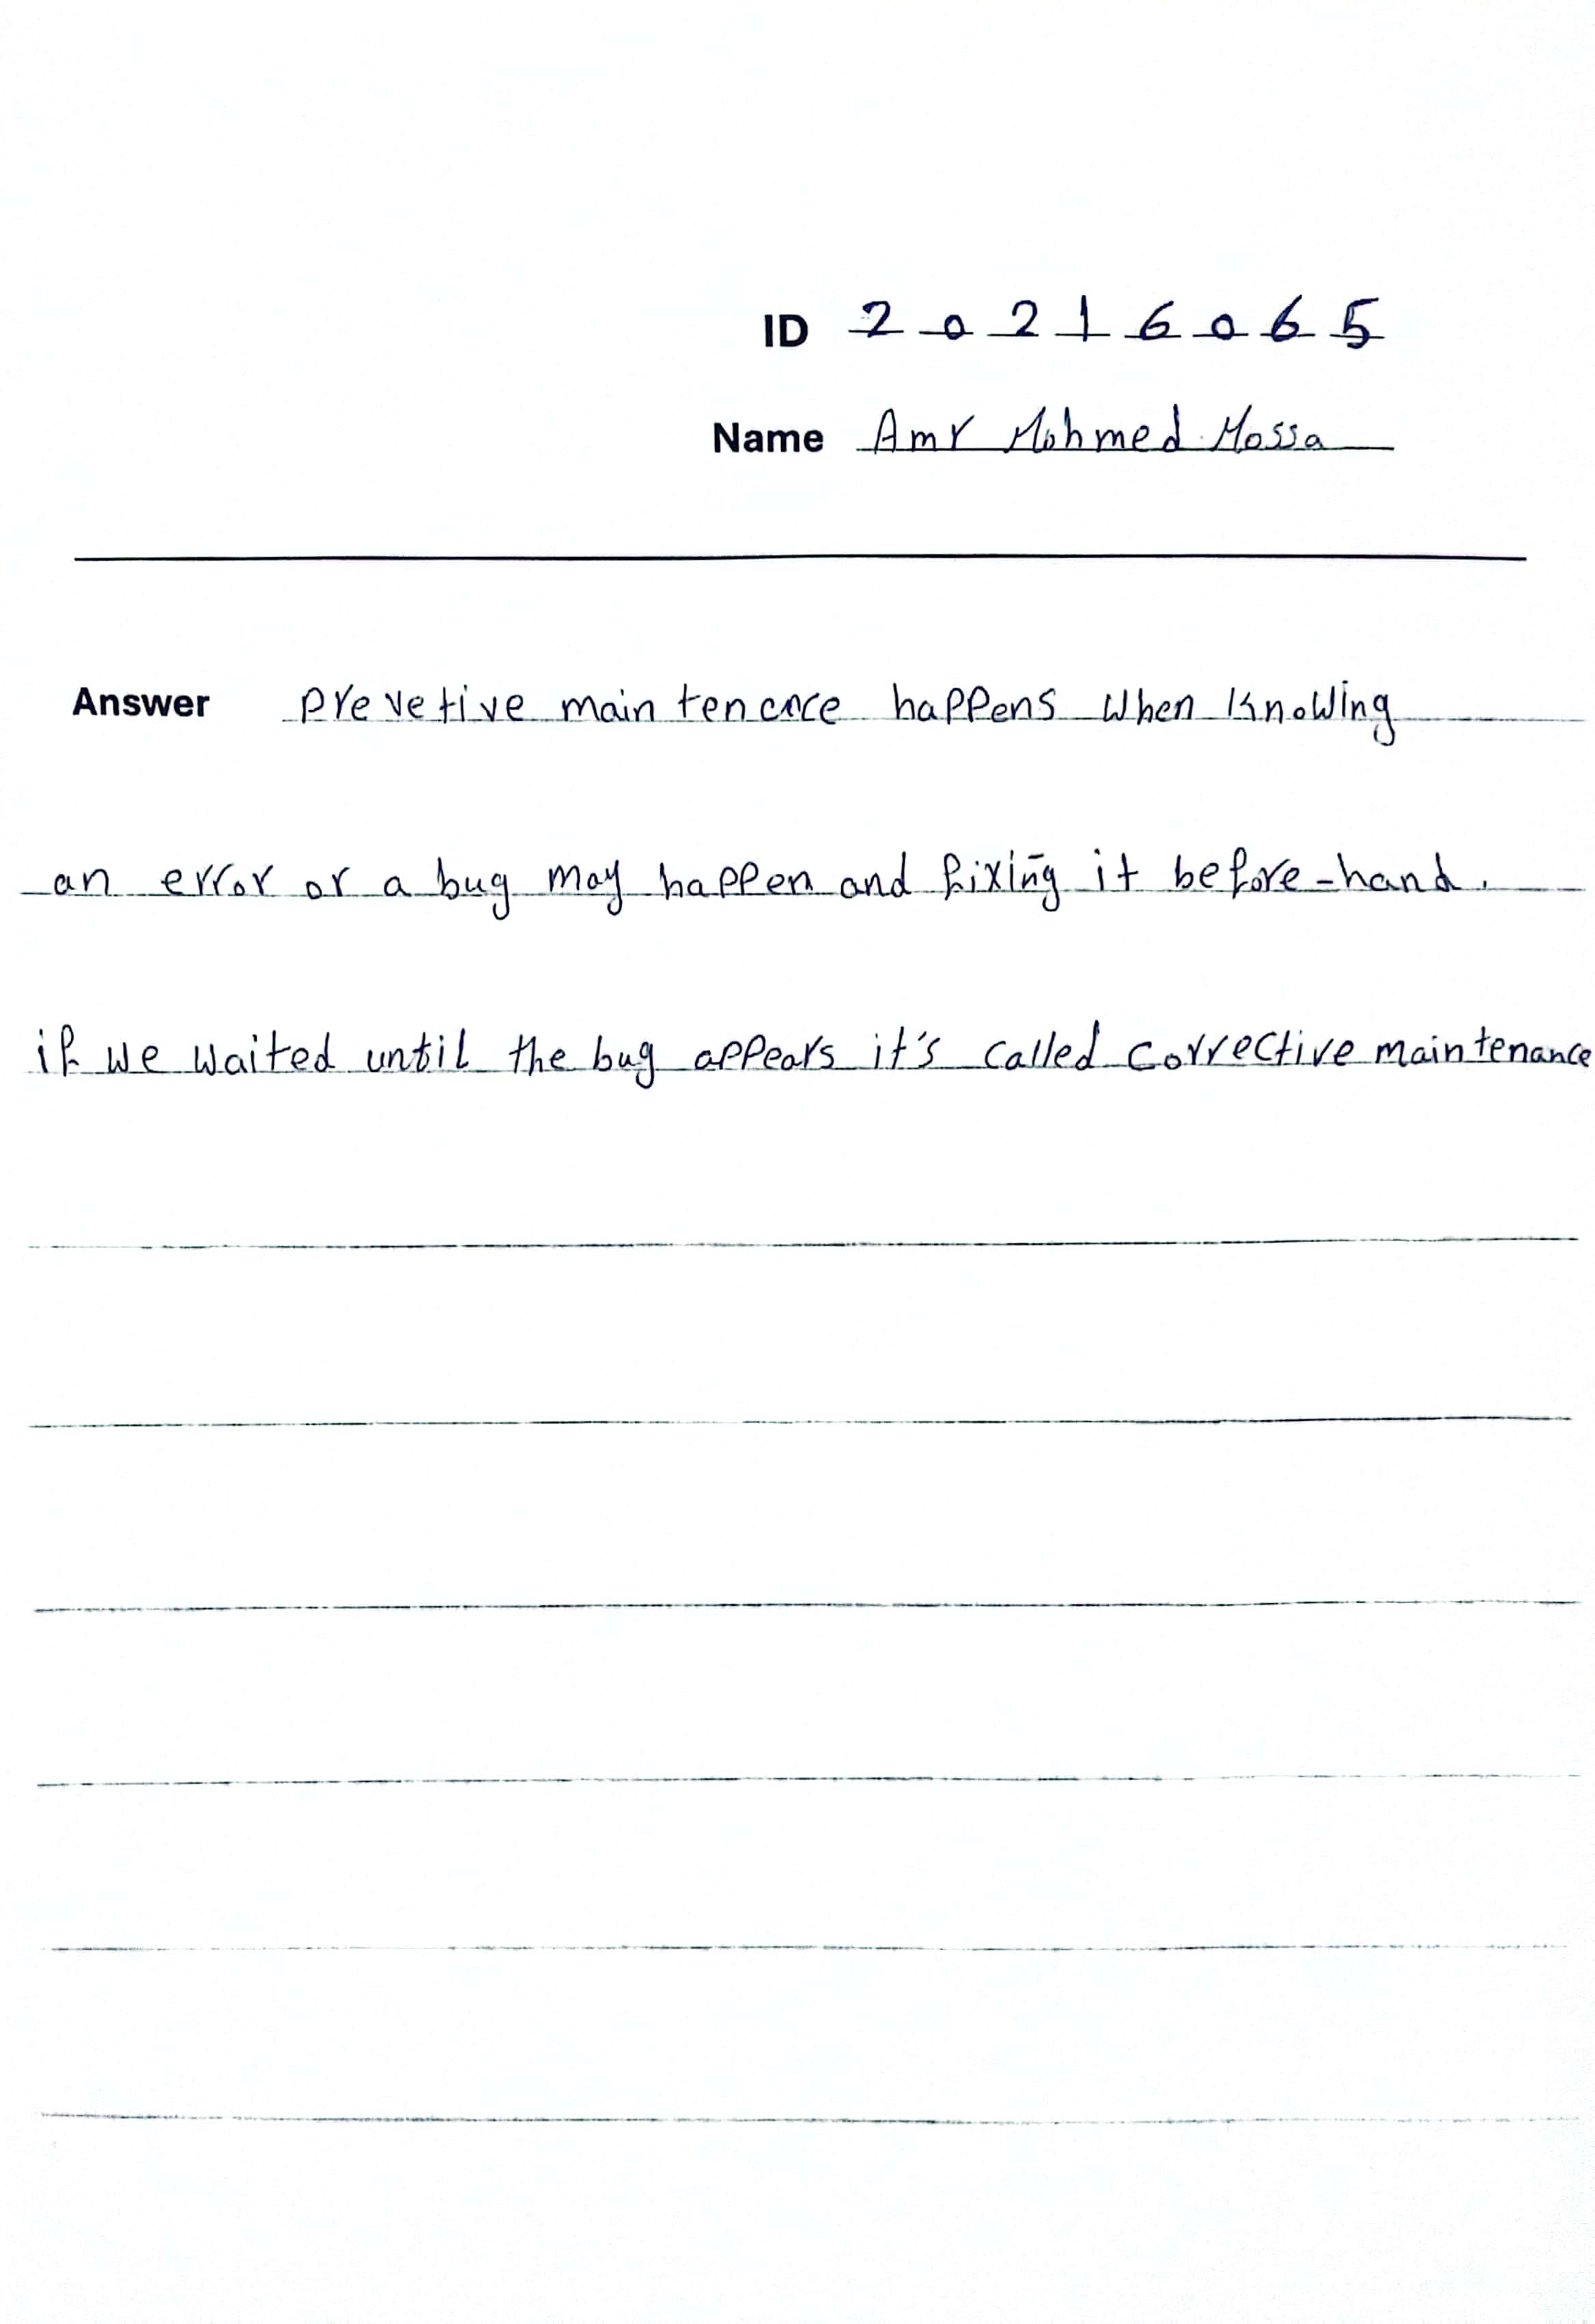 ID 20216065
Name Amr Mohmed Mossa
Answer prevetive maintencnce happens when knowing
an error or a bug may happen and fixing it before-hand.
if we waited until the bug appears it's called corrective maintenance